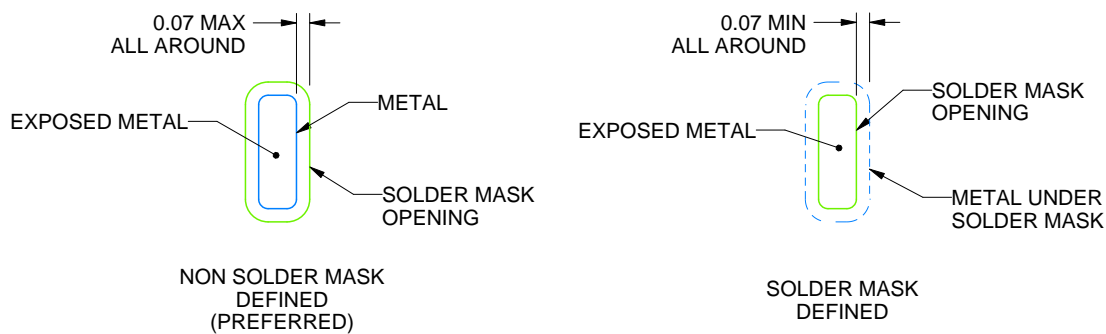 0.07 MAX
ALL AROUND
METAL
EXPOSED METAL
SOLDER MASK
OPENING
NON SOLDER MASK
DEFINED
(PREFERRED)
0.07 MIN
ALL AROUND
SOLDER MASK
OPENING
EXPOSED METAL
METAL UNDER
SOLDER MASK
SOLDER MASK
DEFINED